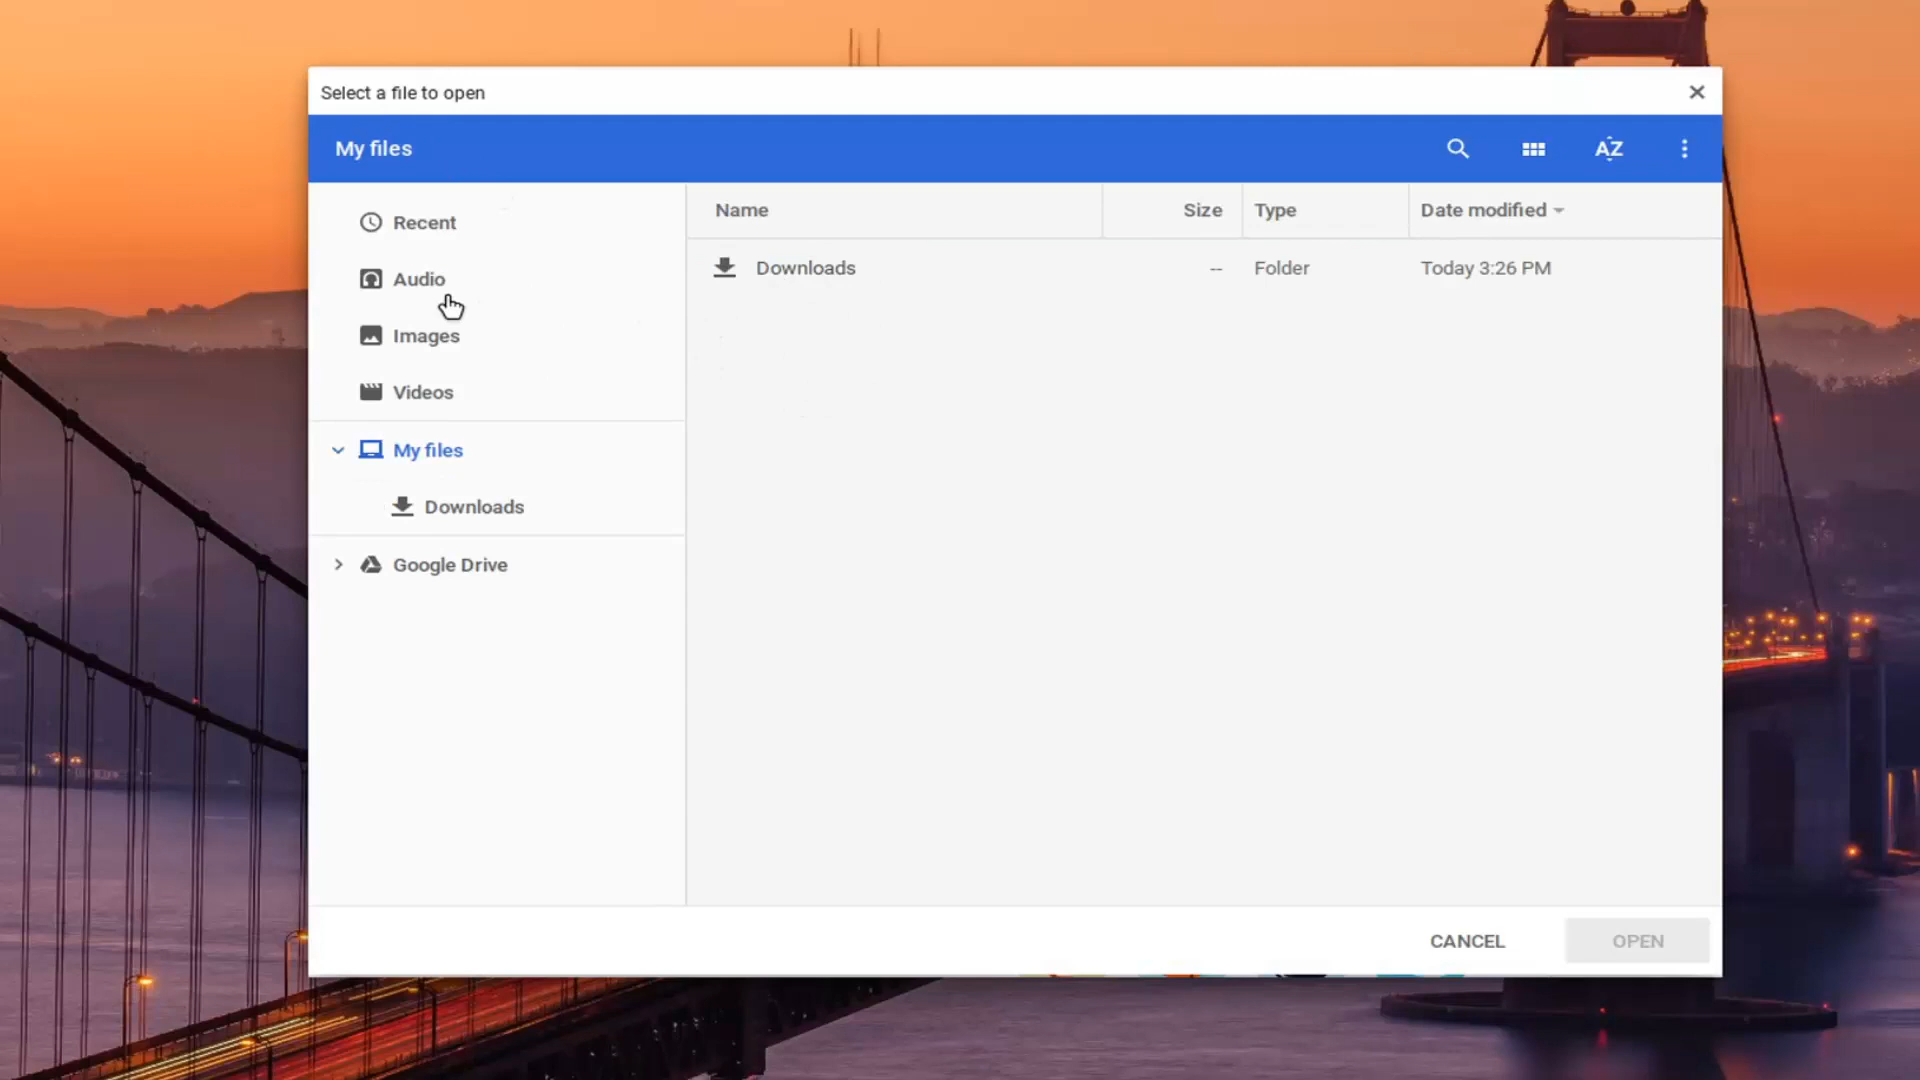 Select a file to open
My files
AZ
Recent
Audio
Images
Videos
My files
Downloads
Google Drive
Name Size Type Date modified
Downloads -- Folder Today 3:26 PM
CANCEL OPEN